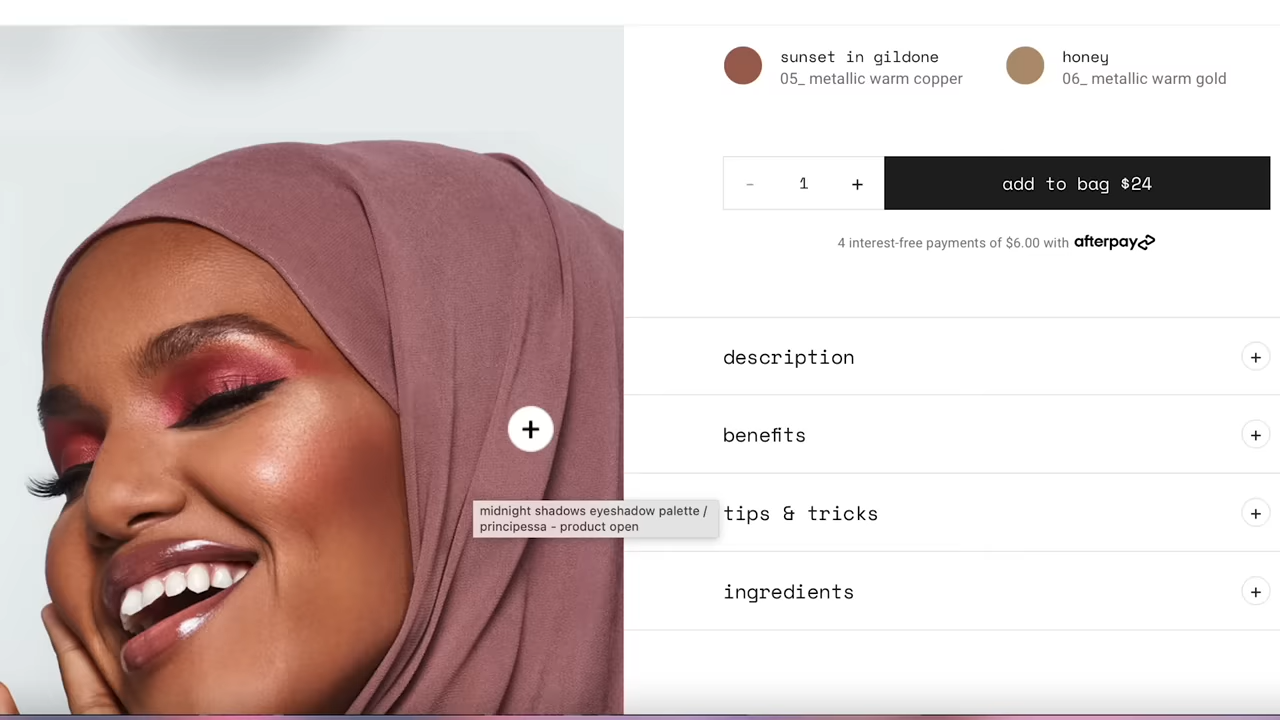 sunset in gildone
05_ metallic warm copper
honey
06_ metallic warm gold
- 1 +
add to bag $24
4 interest-free payments of $6.00 with afterpay
description +
benefits +
+
midnight shadows eyeshadow palette /
principessa - product open
tips & tricks +
ingredients +